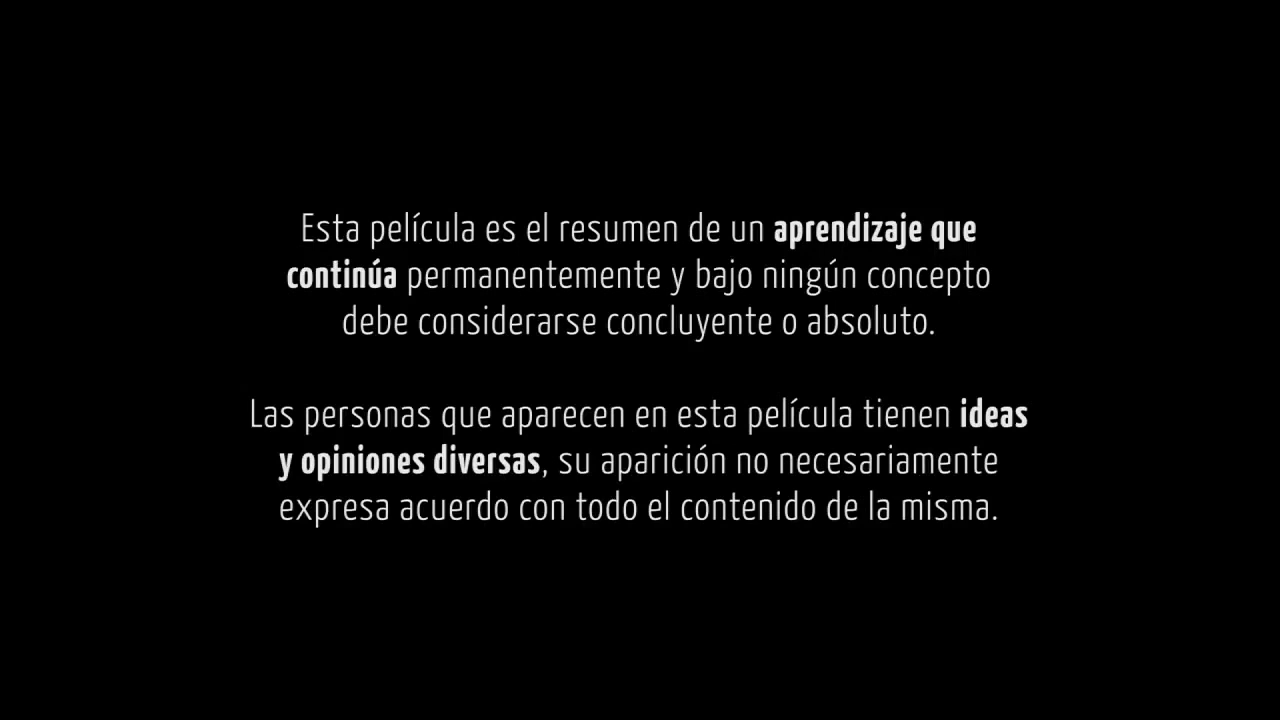 Esta película es el resumen de un aprendizaje que
continúa permanentemente y bajo ningún concepto
debe considerarse concluyente o absoluto.
Las personas que aparecen en esta película tienen ideas
y opiniones diversas, su aparición no necesariamente
expresa acuerdo con todo el contenido de la misma.